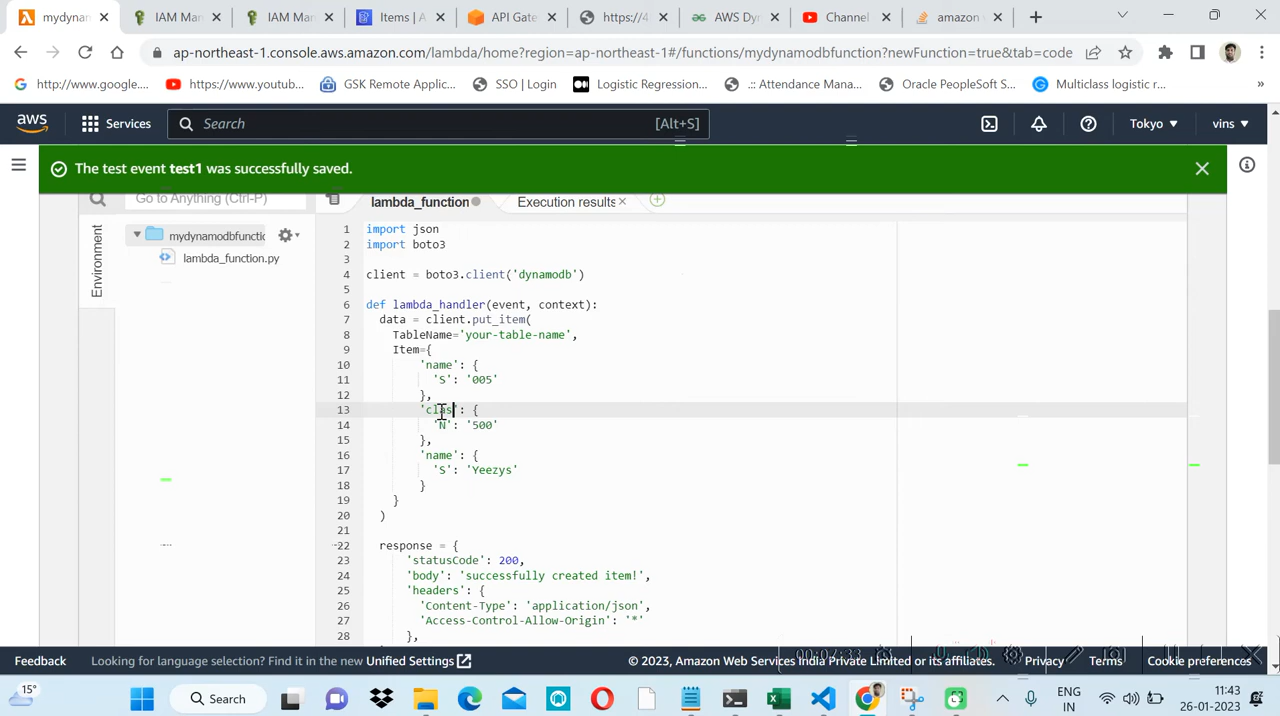 mydynam
IAM Mar
IAM Mar
Items | A
API Gate
https://4
AWS Dy
Channel
amazon
ap-northeast-1.console.aws.amazon.com/lambda/home?region=ap-northeast-1#/functions/mydynamodbfunction?newFunction=true&tab=code
http://www.google....
https://www.youtub...
GSK Remote Applic...
SSO | Login
Logistic Regression...
.:: Attendance Mana...
Oracle PeopleSoft S...
Multiclass logistic r...
»
aws
Services
Search
[Alt+S]
Tokyo
vins
The test event test1 was successfully saved.
Go to Anything (Ctrl-P)
lambda_function
Execution results
Environment
mydynamodbfunctic
lambda_function.py
1 import json
2 import boto3
3
4 client = boto3.client('dynamodb')
5
6 def lambda_handler(event, context):
7 data = client.put_item(
8 TableName='your-table-name',
9 Item={
10 'name': {
11 'S': '005'
12 },
13 'clas': {
14 'N': '500'
15 },
16 'name': {
17 'S': 'Yeezys'
18 }
19 }
20 )
21
22 response = {
23 'statusCode': 200,
24 'body': 'successfully created item!',
25 'headers': {
26 'Content-Type': 'application/json',
27 'Access-Control-Allow-Origin': '*'
28 },
Feedback
Looking for language selection? Find it in the new Unified Settings
© 2023, Amazon Web Services India Private Limited or its affiliates.
Privacy
Terms
Cookie preferences
00:02:33
15°
Search
ENG
IN
11:43
26-01-2023